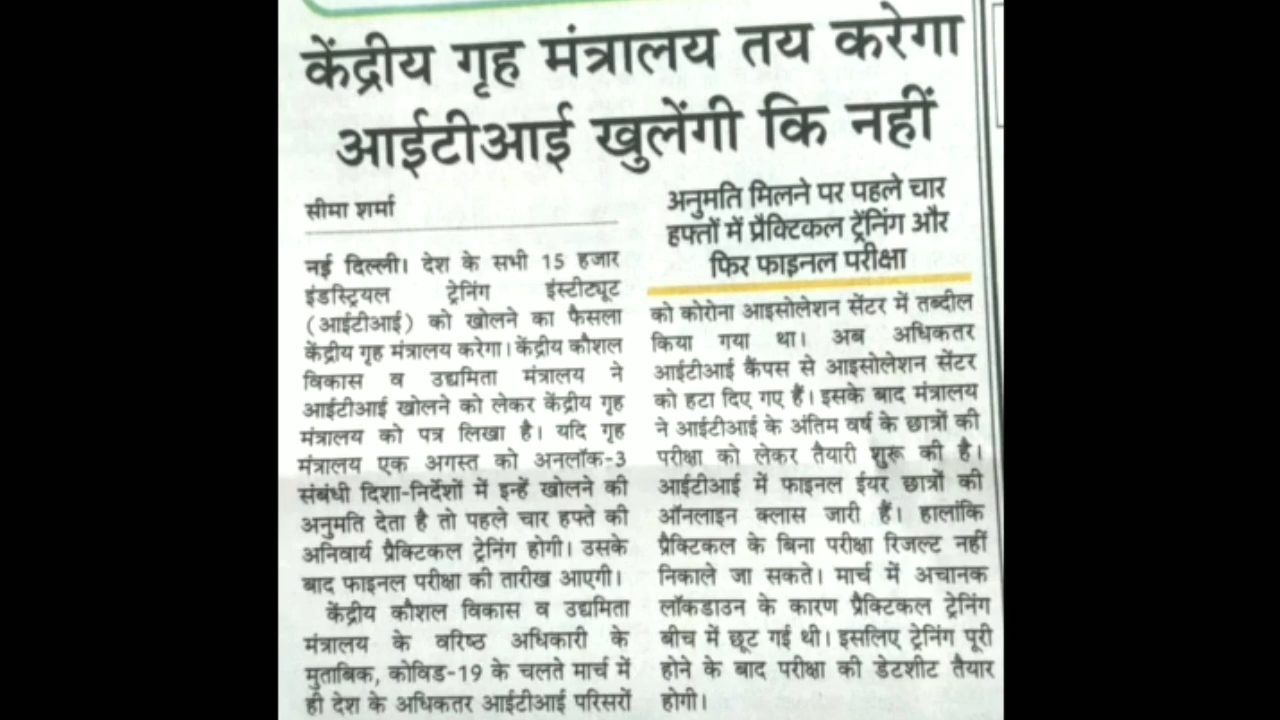 केंद्रीय गृह मंत्रालय तय करेगा
आईटीआई खुलेंगी कि नहीं
सीमा शर्मा
नई दिल्ली। देश के सभी 15 हजार
इंडस्ट्रियल ट्रेनिंग इंस्टीट्यूट
(आईटीआई) को खोलने का फैसला
केंद्रीय गृह मंत्रालय करेगा। केंद्रीय कौशल
विकास व उद्यमिता मंत्रालय ने
आईटीआई खोलने को लेकर केंद्रीय गृह
मंत्रालय को पत्र लिखा है। यदि गृह
मंत्रालय एक अगस्त को अनलॉक-3
संबंधी दिशा-निर्देशों में इन्हें खोलने की
अनुमति देता है तो पहले चार हफ्ते की
अनिवार्य प्रैक्टिकल ट्रेनिंग होगी। उसके
बाद फाइनल परीक्षा की तारीख आएगी।
केंद्रीय कौशल विकास व उद्यमिता
मंत्रालय के वरिष्ठ अधिकारी के
मुताबिक, कोविड-19 के चलते मार्च में
ही देश के अधिकतर आईटीआई परिसरों
अनुमति मिलने पर पहले चार
हफ्तों में प्रैक्टिकल ट्रेंनिंग और
फिर फाइनल परीक्षा
को कोरोना आइसोलेशन सेंटर में तब्दील
किया गया था। अब अधिकतर
आईटीआई कैंपस से आइसोलेशन सेंटर
को हटा दिए गए हैं। इसके बाद मंत्रालय
ने आईटीआई के अंतिम वर्ष के छात्रों की
परीक्षा को लेकर तैयारी शुरू की है।
आईटीआई में फाइनल ईयर छात्रों की
ऑनलाइन क्लास जारी हैं। हालांकि
प्रैक्टिकल के बिना परीक्षा रिजल्ट नहीं
निकाले जा सकते। मार्च में अचानक
लॉकडाउन के कारण प्रैक्टिकल ट्रेनिंग
बीच में छूट गई थी। इसलिए ट्रेनिंग पूरी
होने के बाद परीक्षा की डेटशीट तैयार
होगी।